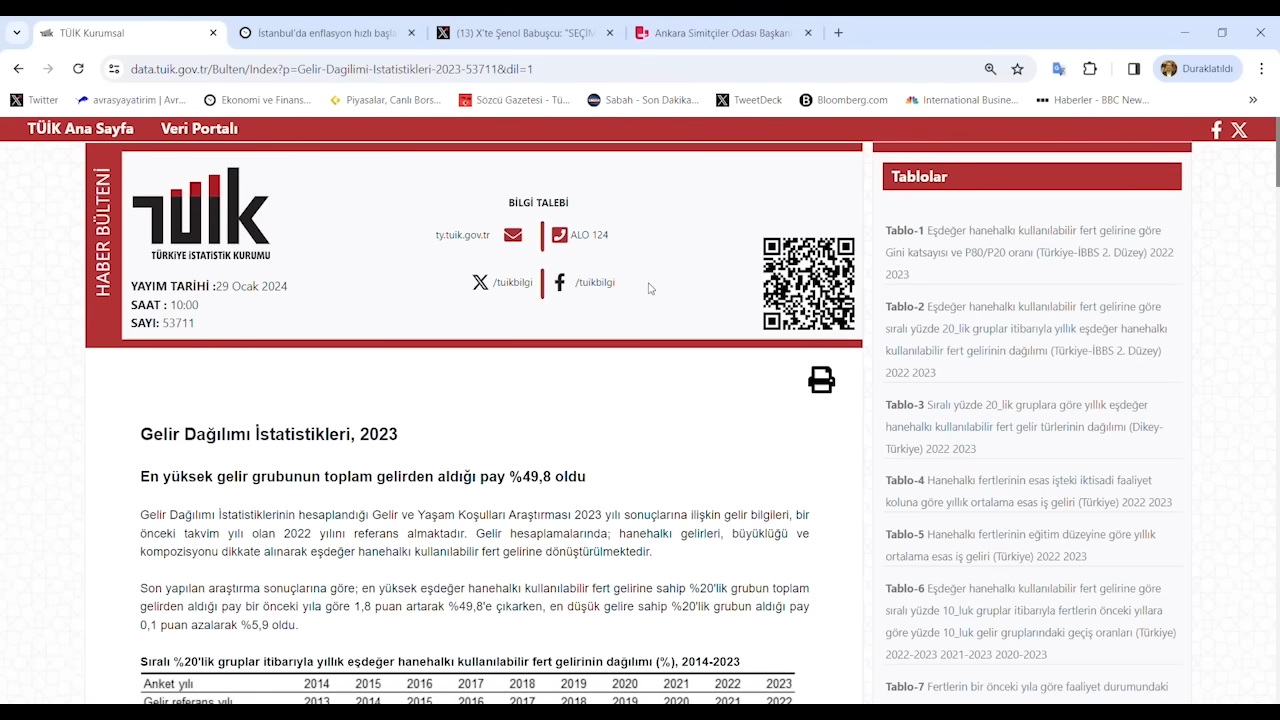 TÜİK Kurumsal
İstanbul'da enflasyon hızlı başla
(13) X'te Şenol Babuşcu: "SEÇİM
Ankara Simitçiler Odası Başkanı
data.tuik.gov.tr/Bulten/Index?p=Gelir-Dagilimi-Istatistikleri-2023-53711&dil=1
Duraklatıldı
Twitter
avrasyayatirim | Avr...
Ekonomi ve Finans...
Piyasalar, Canlı Bors...
Sözcü Gazetesi - Tü...
Sabah - Son Dakika...
TweetDeck
Bloomberg.com
International Busine...
Haberler - BBC New...
TÜİK Ana Sayfa
Veri Portalı
HABER BÜLTENİ
TÜİK
TÜRKİYE İSTATİSTİK KURUMU
YAYIM TARİHİ :29 Ocak 2024
SAAT : 10:00
SAYI: 53711
BİLGİ TALEBİ
ty.tuik.gov.tr
ALO 124
/tuikbilgi
/tuikbilgi
Gelir Dağılımı İstatistikleri, 2023
En yüksek gelir grubunun toplam gelirden aldığı pay %49,8 oldu
Gelir Dağılımı İstatistiklerinin hesaplandığı Gelir ve Yaşam Koşulları Araştırması 2023 yılı sonuçlarına ilişkin gelir bilgileri, bir
önceki takvim yılı olan 2022 yılını referans almaktadır. Gelir hesaplamalarında; hanehalkı gelirleri, büyüklüğü ve
kompozisyonu dikkate alınarak eşdeğer hanehalkı kullanılabilir fert gelirine dönüştürülmektedir.
Son yapılan araştırma sonuçlarına göre; en yüksek eşdeğer hanehalkı kullanılabilir fert gelirine sahip %20'lik grubun toplam
gelirden aldığı pay bir önceki yıla göre 1,8 puan artarak %49,8'e çıkarken, en düşük gelire sahip %20'lik grubun aldığı pay
0,1 puan azalarak %5,9 oldu.
Sıralı %20'lik gruplar itibarıyla yıllık eşdeğer hanehalkı kullanılabilir fert gelirinin dağılımı (%), 2014-2023
Anket yılı 2014 2015 2016 2017 2018 2019 2020 2021 2022 2023
Gelir referans yılı 2013 2014 2015 2016 2017 2018 2019 2020 2021 2022
Tablolar
Tablo-1 Eşdeğer hanehalkı kullanılabilir fert gelirine göre
Gini katsayısı ve P80/P20 oranı (Türkiye-İBBS 2. Düzey) 2022
2023
Tablo-2 Eşdeğer hanehalkı kullanılabilir fert gelirine göre
sıralı yüzde 20_lik gruplar itibarıyla yıllık eşdeğer hanehalkı
kullanılabilir fert gelirinin dağılımı (Türkiye-İBBS 2. Düzey)
2022 2023
Tablo-3 Sıralı yüzde 20_lik gruplara göre yıllık eşdeğer
hanehalkı kullanılabilir fert gelir türlerinin dağılımı (Dikey-
Türkiye) 2022 2023
Tablo-4 Hanehalkı fertlerinin esas işteki iktisadi faaliyet
koluna göre yıllık ortalama esas iş geliri (Türkiye) 2022 2023
Tablo-5 Hanehalkı fertlerinin eğitim düzeyine göre yıllık
ortalama esas iş geliri (Türkiye) 2022 2023
Tablo-6 Eşdeğer hanehalkı kullanılabilir fert gelirine göre
sıralı yüzde 10_luk gruplar itibarıyla fertlerin önceki yıllara
göre yüzde 10_luk gelir gruplarındaki geçiş oranları (Türkiye)
2022-2023 2021-2023 2020-2023
Tablo-7 Fertlerin bir önceki yıla göre faaliyet durumundaki